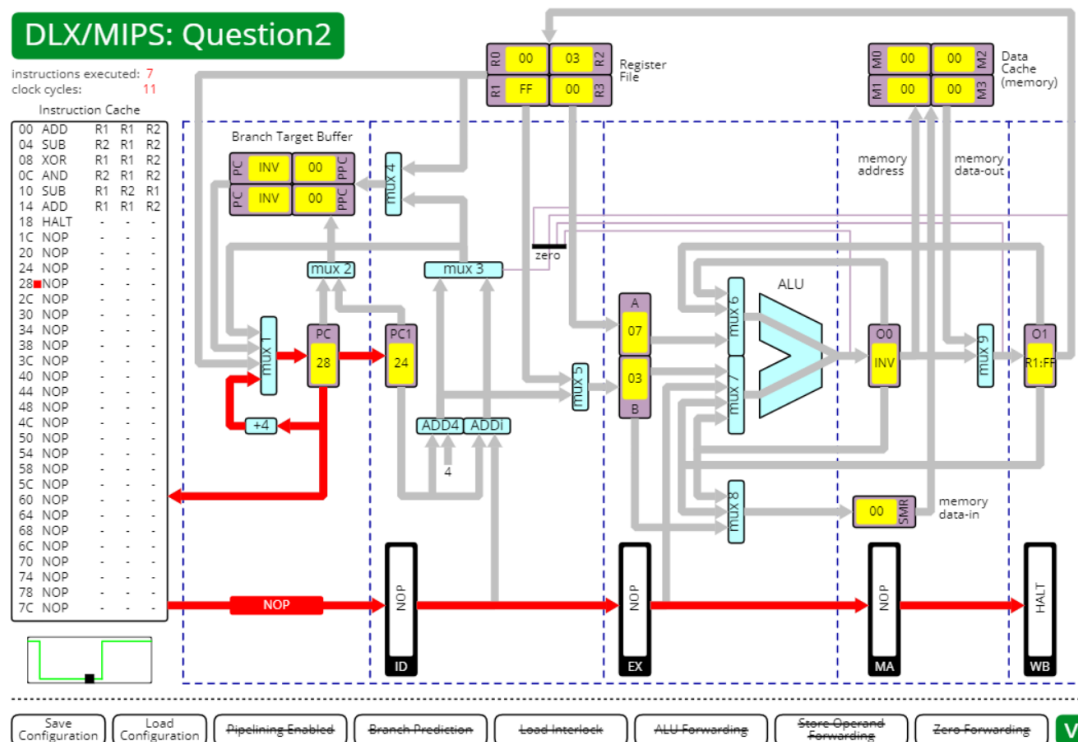 DLX/MIPS: Question2
instructions executed: 7
clock cycles: 11
Instruction Cache
00 ADD R1 R1 R2
04 SUB R2 R1 R2
08 XOR R1 R1 R2
0C AND R2 R1 R2
10 SUB R1 R2 R1
14 ADD R1 R1 R2
18 HALT - - -
1C NOP - - -
20 NOP - - -
24 NOP - - -
28 NOP - - -
2C NOP - - -
30 NOP - - -
34 NOP - - -
38 NOP - - -
3C NOP - - -
40 NOP - - -
44 NOP - - -
48 NOP - - -
4C NOP - - -
50 NOP - - -
54 NOP - - -
58 NOP - - -
5C NOP - - -
60 NOP - - -
64 NOP - - -
68 NOP - - -
6C NOP - - -
70 NOP - - -
74 NOP - - -
78 NOP - - -
7C NOP - - -
R0 00 03 R2
R1 FF 00 R3
Register
File
M0 00 00 M2
M1 00 00 M3
Data
Cache
(memory)
Branch Target Buffer
PC INV 00 PPC
PC INV 00 PPC
mux 4
memory
address
memory
data-out
zero
mux 2
mux 3
ALU
mux 1
PC
28
PC1
24
A
07
03
B
mux 5
mux 6
mux 7
O0
INV
mux 9
O1
R1:FF
+4
ADD4
ADDi
4
mux 8
00 SMR
memory
data-in
NOP
NOP
ID
NOP
EX
NOP
MA
HALT
WB
Save
Configuration
Load
Configuration
Pipelining Enabled
Branch Prediction
Load Interlock
ALU Forwarding
Store Operand
Forwarding
Zero Forwarding
V